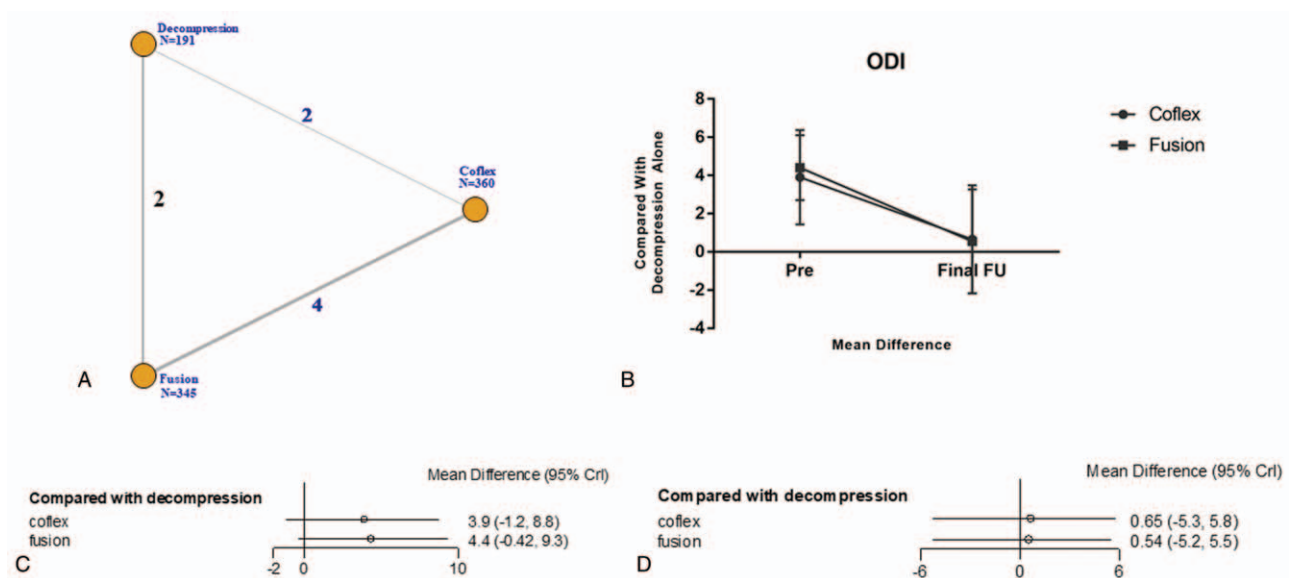 Decompression
N=191
2
Coflex
N=360
2
4
Fusion
N=345
A
ODI
Compared With
Decompression Alone
8
6
4
2
0
-2
-4
Pre
Final FU
Mean Difference
Coflex
Fusion
B
Mean Difference (95% CrI)
Compared with decompression
coflex
3.9 (-1.2, 8.8)
fusion
4.4 (-0.42, 9.3)
-2
0
10
C
Mean Difference (95% CrI)
Compared with decompression
coflex
0.65 (-5.3, 5.8)
fusion
0.54 (-5.2, 5.5)
-6
0
6
D